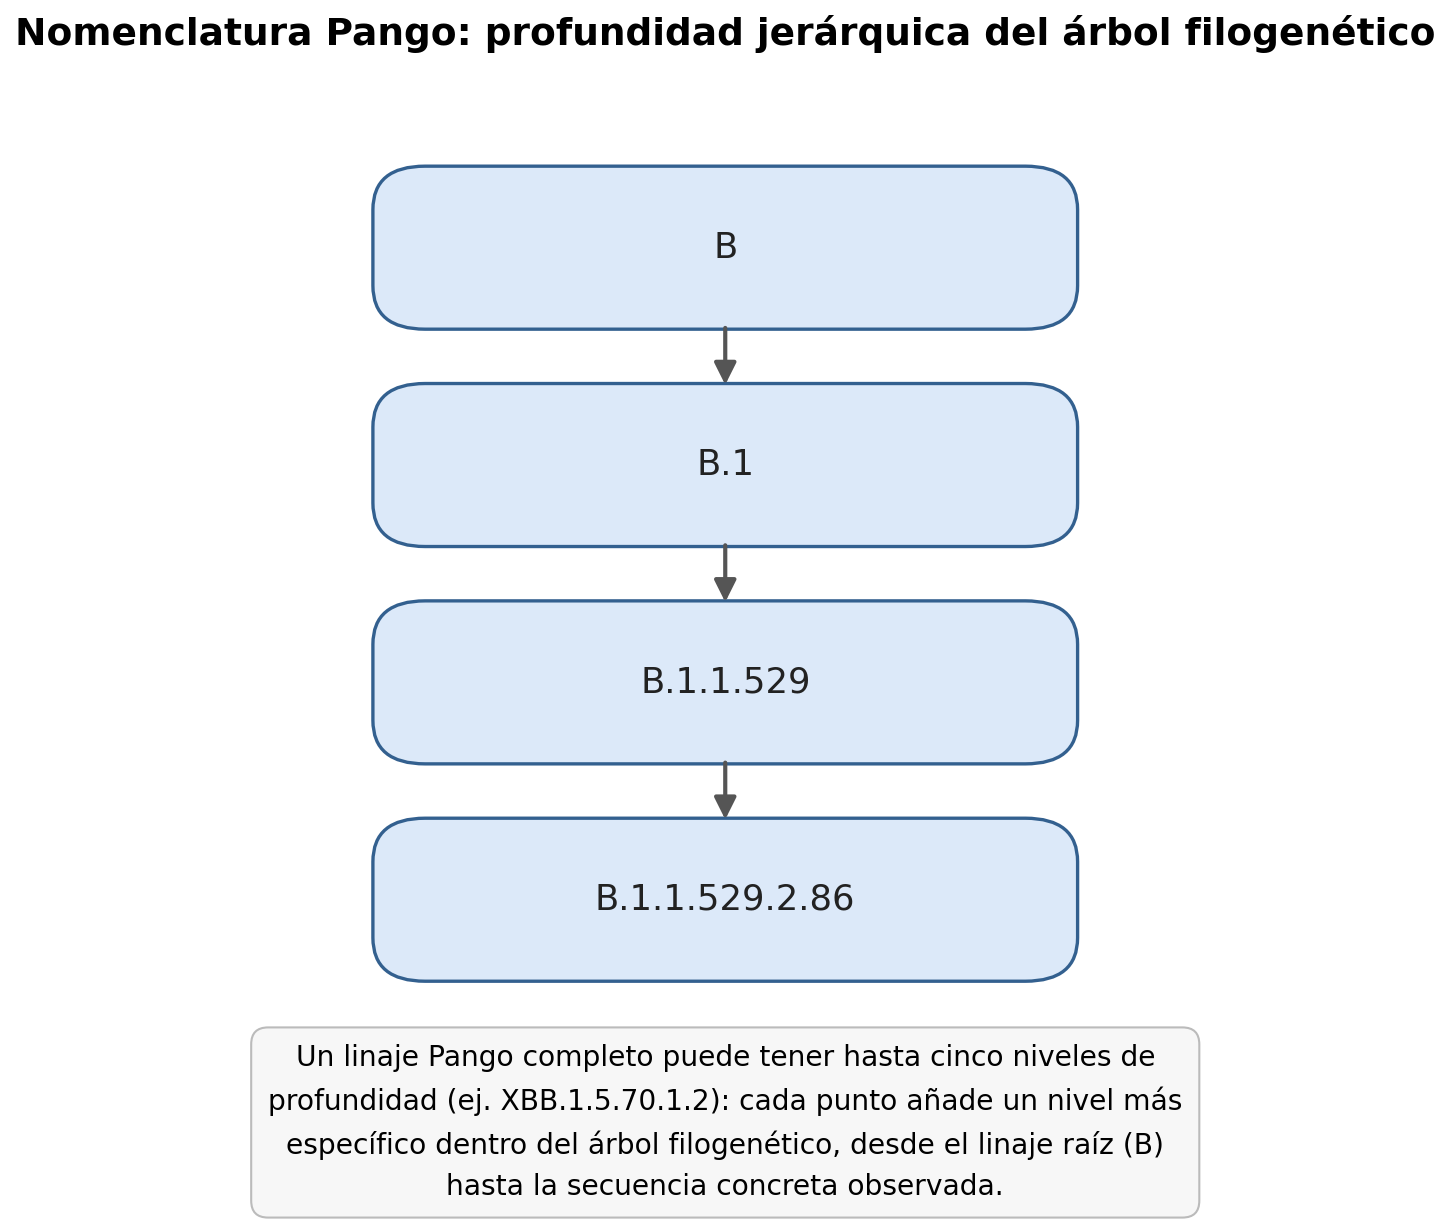 Nomenclatura Pango: profundidad jerárquica del árbol filogenético
B
B.1
B.1.1.529
B.1.1.529.2.86
Un linaje Pango completo puede tener hasta cinco niveles de
profundidad (ej. XBB.1.5.70.1.2): cada punto añade un nivel más
específico dentro del árbol filogenético, desde el linaje raíz (B)
hasta la secuencia concreta observada.